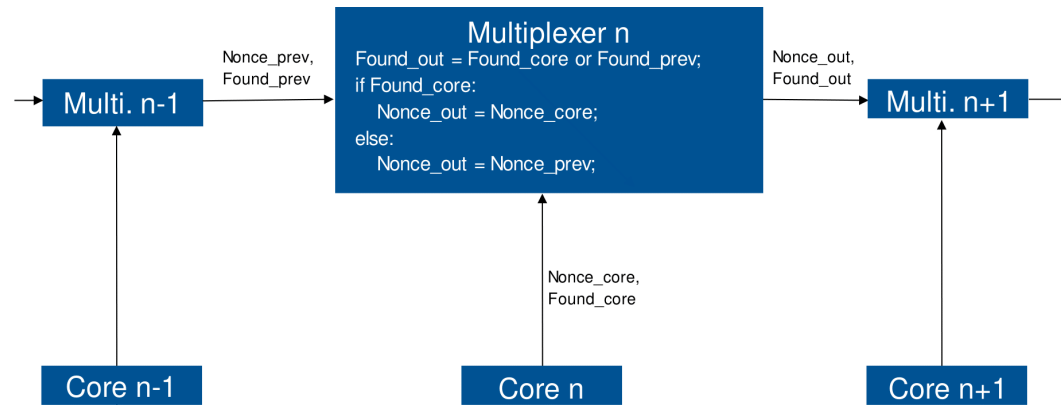 Multiplexer n
Found_out = Found_core or Found_prev;
if Found_core:
Nonce_out = Nonce_core;
else:
Nonce_out = Nonce_prev;
Nonce_prev,
Found_prev
Nonce_out,
Found_out
Multi. n-1
Multi. n+1
Nonce_core,
Found_core
Core n-1
Core n
Core n+1